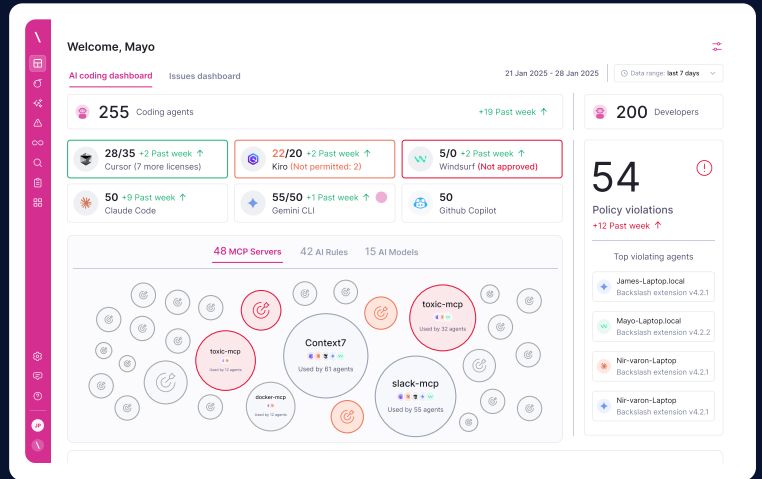 Welcome, Mayo
AI coding dashboard
Issues dashboard
21 Jan 2025 - 28 Jan 2025
Data range: last 7 days
255 Coding agents
+19 Past week ↑
200 Developers
28/35 +2 Past week ↑
Cursor (7 more licenses)
22/20 +2 Past week ↑
Kiro (Not permitted: 2)
5/0 +2 Past week ↑
Windsurf (Not approved)
50 +9 Past week ↑
Claude Code
55/50 +1 Past week ↑
Gemini CLI
50
Github Copilot
54
Policy violations
+12 Past week ↑
Top violating agents
James-Laptop.local
Backslash extension v4.2.1
Mayo-Laptop.local
Backslash extension v4.2.2
Nir-varon-Laptop
Backslash extension v4.2.1
Nir-varon-Laptop
Backslash extension v4.2.1
48 MCP Servers
42 AI Rules
15 AI Models
toxic-mcp
Used by 32 agents
Context7
Used by 61 agents
toxic-mcp
Used by 12 agents
slack-mcp
Used by 55 agents
docker-mcp
Used by 12 agents
JP